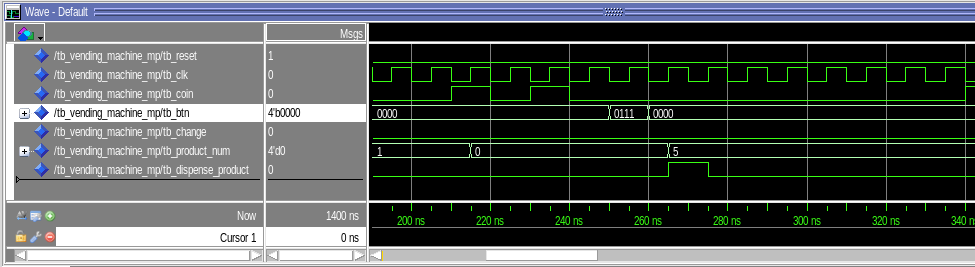 Wave - Default
Msgs
/tb_vending_machine_mp/tb_reset 1
/tb_vending_machine_mp/tb_clk 0
/tb_vending_machine_mp/tb_coin 0
/tb_vending_machine_mp/tb_btn 4'b0000 0000 0111 0000
/tb_vending_machine_mp/tb_change 0
/tb_vending_machine_mp/tb_product_num 4'd0 1 0 5
/tb_vending_machine_mp/tb_dispense_product 0
Now 1400 ns 200 ns 220 ns 240 ns 260 ns 280 ns 300 ns 320 ns 340 n
Cursor 1 0 ns